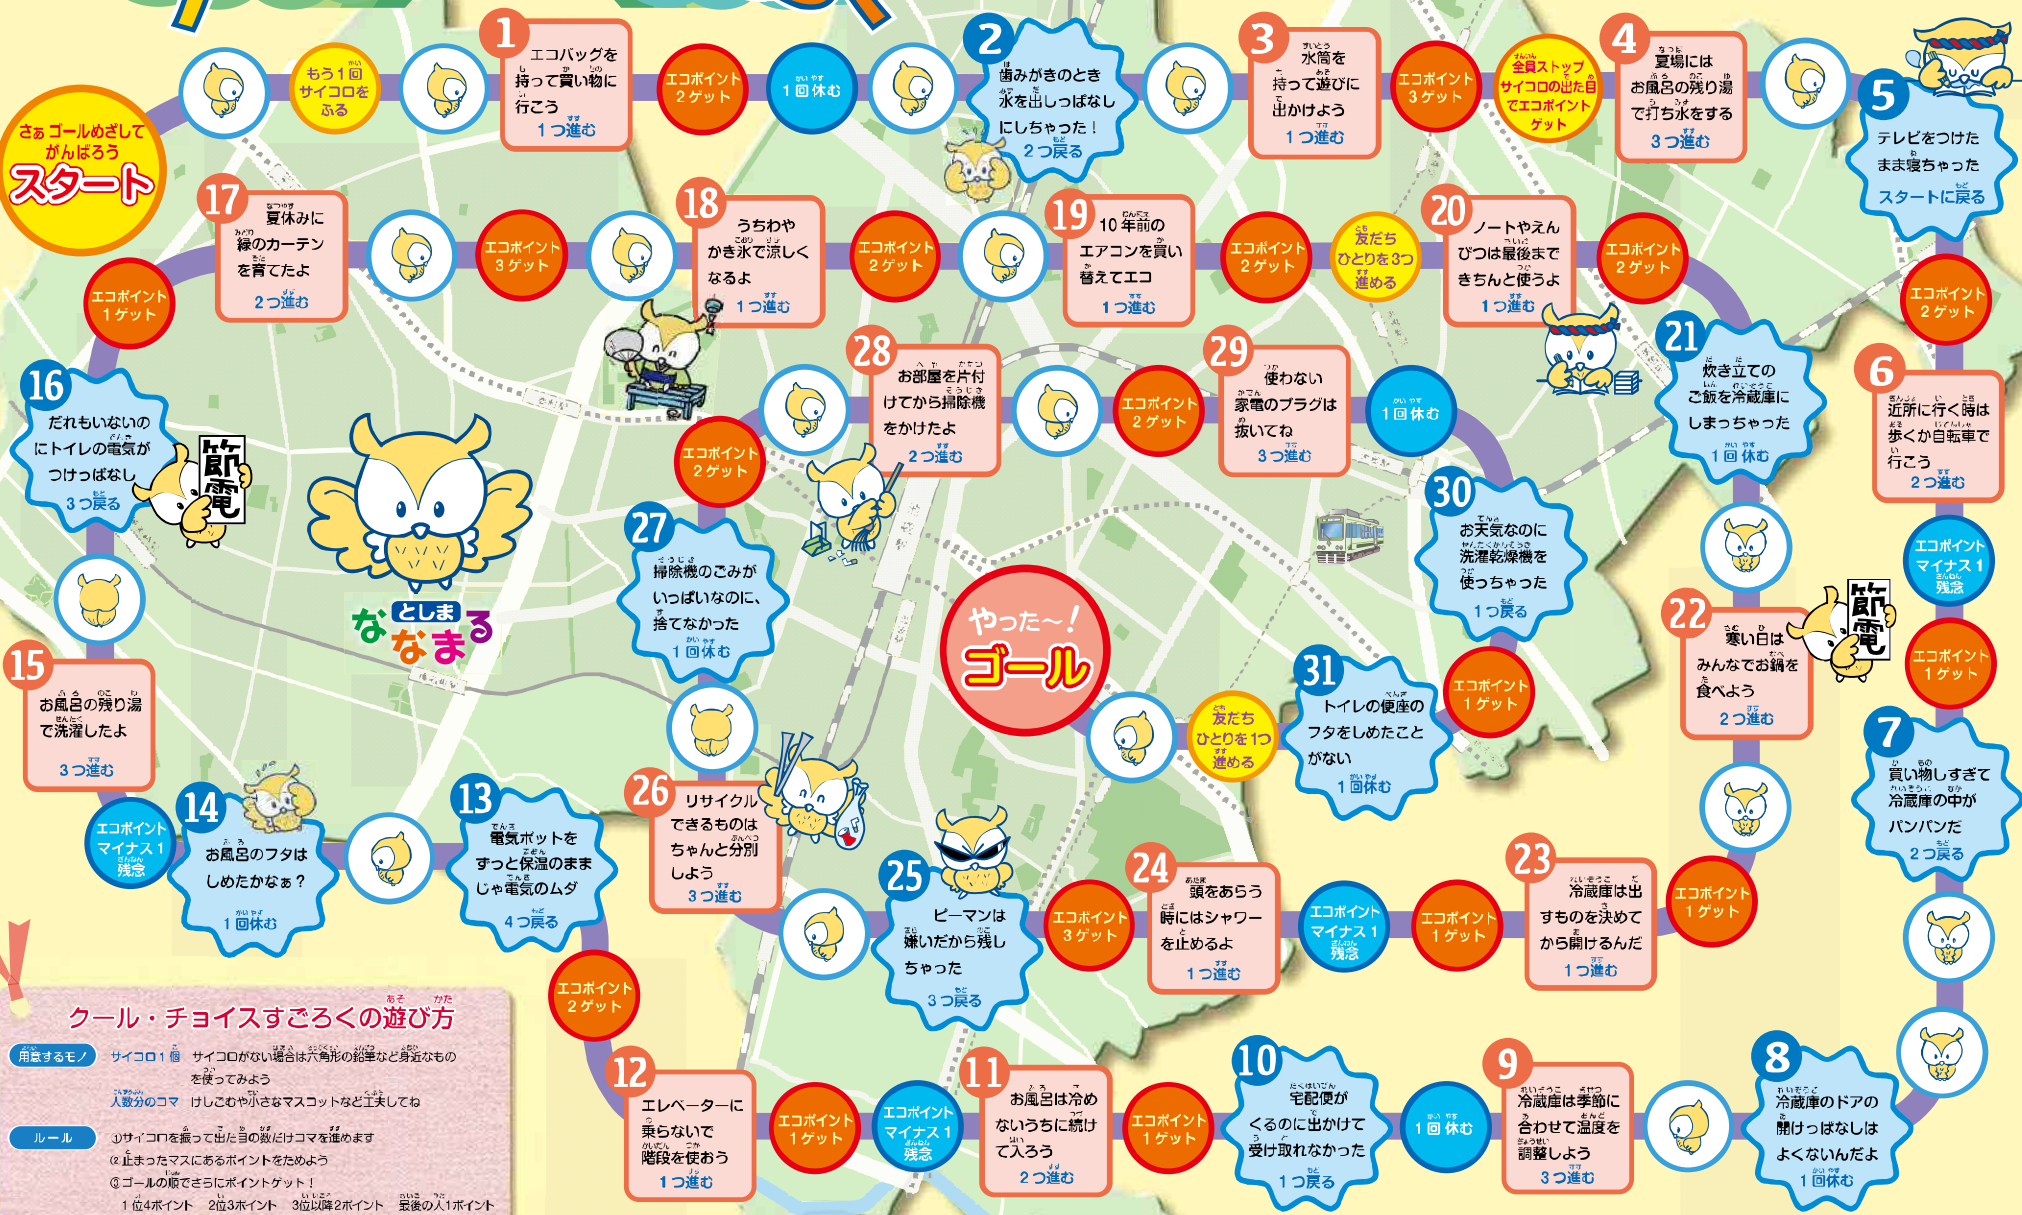 さぁゴールめざして
がんばろう
スタート
もう1回
サイコロを
ふる
1
エコバッグを
持って買い物に
行こう
1つ進む
エコポイント
2ゲット
1回休む
2
歯みがきのとき
水を出しっぱなし
にしちゃった！
2つ戻る
3
水筒を
持って遊びに
出かけよう
1つ進む
エコポイント
3ゲット
全員ストップ
サイコロの出た目
でエコポイント
ゲット
4
夏場には
お風呂の残り湯
で打ち水をする
3つ進む
5
テレビをつけた
まま寝ちゃった
スタートに戻る
エコポイント
2ゲット
6
近所に行く時は
歩くか自転車で
行こう
2つ進む
エコポイント
マイナス1
残念
エコポイント
1ゲット
7
買い物しすぎて
冷蔵庫の中が
パンパンだ
2つ戻る
8
冷蔵庫のドアの
開けっぱなしは
よくないんだよ
1回休む
9
冷蔵庫は季節に
合わせて温度を
調整しよう
3つ進む
1回休む
10
宅配便が
くるのに出かけて
受け取れなかった
1つ戻る
エコポイント
1ゲット
11
お風呂は冷め
ないうちに続け
て入ろう
2つ進む
エコポイント
マイナス1
残念
エコポイント
1ゲット
12
エレベーターに
乗らないで
階段を使おう
1つ進む
エコポイント
2ゲット
13
電気ポットを
ずっと保温のまま
じゃ電気のムダ
4つ戻る
14
お風呂のフタは
しめたかなぁ？
1回休む
エコポイント
マイナス1
残念
15
お風呂の残り湯
で洗濯したよ
3つ進む
16
だれもいないの
にトイレの電気が
つけっぱなし
3つ戻る
節電
エコポイント
1ゲット
17
夏休みに
緑のカーテン
を育てたよ
2つ進む
エコポイント
3ゲット
18
うちわや
かき氷で涼しく
なるよ
1つ進む
エコポイント
2ゲット
19
10年前の
エアコンを買い
替えてエコ
1つ進む
エコポイント
2ゲット
友だち
ひとりを3つ
進める
20
ノートやえん
ぴつは最後まで
きちんと使うよ
1つ進む
エコポイント
2ゲット
21
炊き立ての
ご飯を冷蔵庫に
しまっちゃった
1回休む
22
寒い日は
みんなでお鍋を
食べよう
2つ進む
節電
エコポイント
1ゲット
23
冷蔵庫は出
すものを決めて
から開けるんだ
1つ進む
エコポイント
1ゲット
エコポイント
マイナス1
残念
24
頭をあらう
時にはシャワー
を止めるよ
1つ進む
エコポイント
3ゲット
25
ピーマンは
嫌いだから残し
ちゃった
3つ戻る
26
リサイクル
できるものは
ちゃんと分別
しよう
3つ進む
27
掃除機のごみが
いっぱいなのに、
捨てなかった
1回休む
エコポイント
2ゲット
28
お部屋を片付
けてから掃除機
をかけたよ
2つ進む
エコポイント
2ゲット
29
使わない
家電のプラグは
抜いてね
3つ進む
1回休む
30
お天気なのに
洗濯乾燥機を
使っちゃった
1つ戻る
エコポイント
1ゲット
31
トイレの便座の
フタをしめたこと
がない
1回休む
友だち
ひとりを1つ
進める
やった～！
ゴール
としま
ななまる
クール・チョイスすごろくの遊び方
用意するモノ
サイコロ1個 サイコロがない場合は六角形の鉛筆など身近なもの
を使ってみよう
人数分のコマ けしごむや小さなマスコットなど工夫してね
ルール
①サイコロを振って出た目の数だけコマを進めます
②止まったマスにあるポイントをためよう
③ゴールの順でさらにポイントゲット！
1位4ポイント 2位3ポイント 3位以降2ポイント 最後の人1ポイント